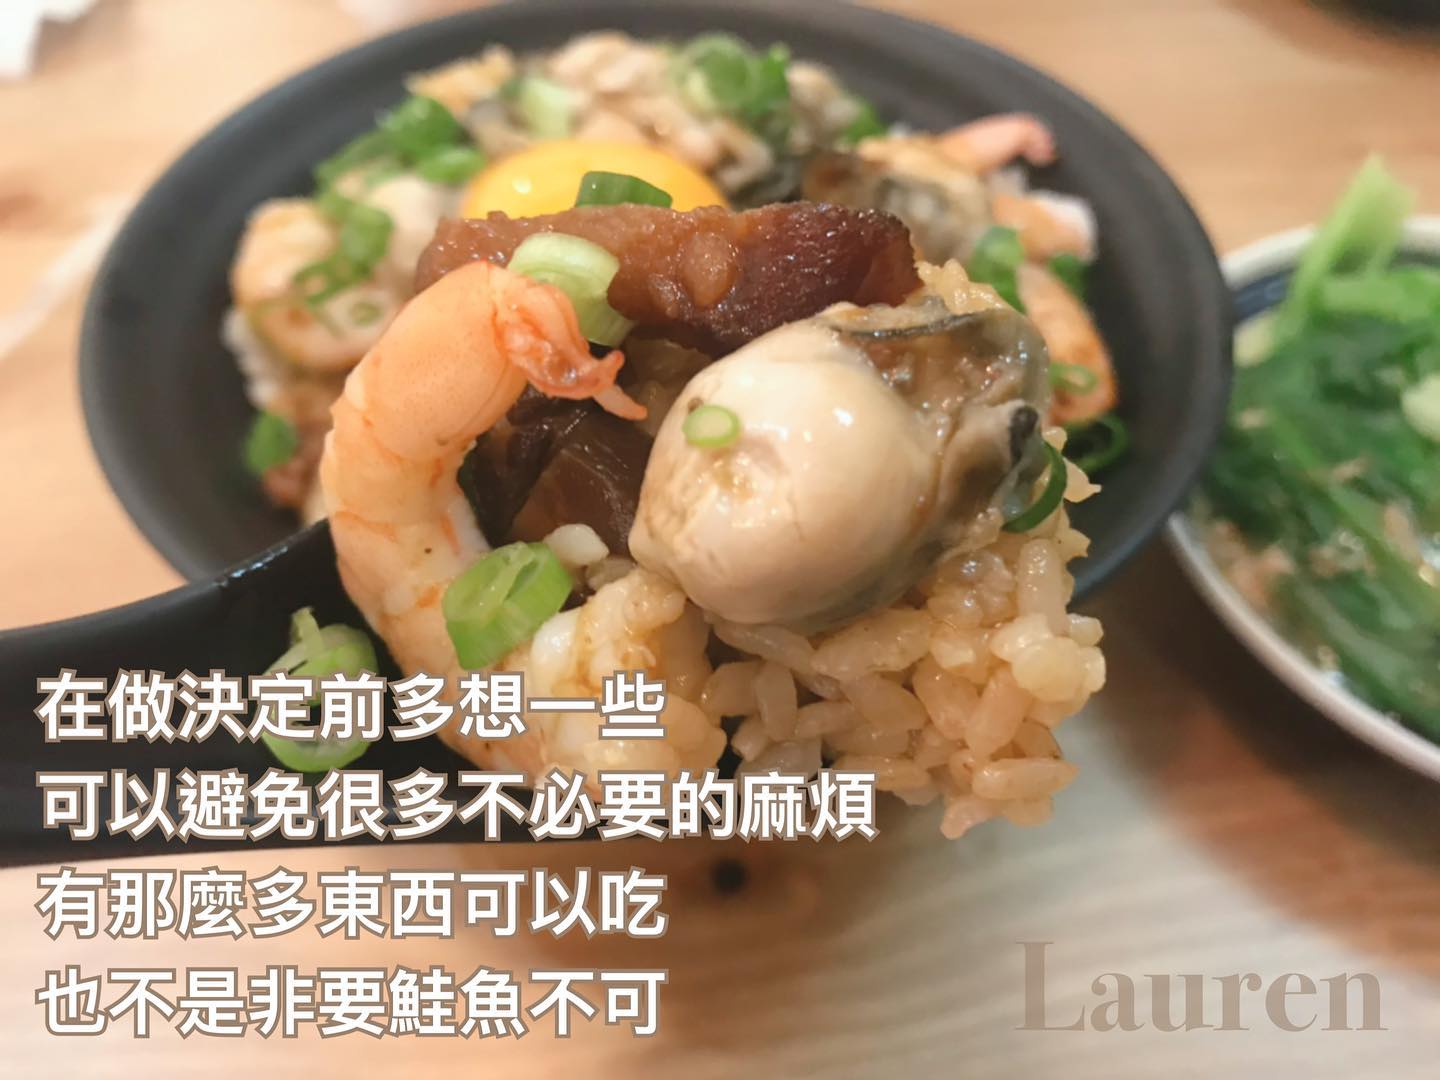 在做決定前多想一些
可以避免很多不必要的麻煩
有那麼多東西可以吃
也不是非要鮭魚不可
Lauren